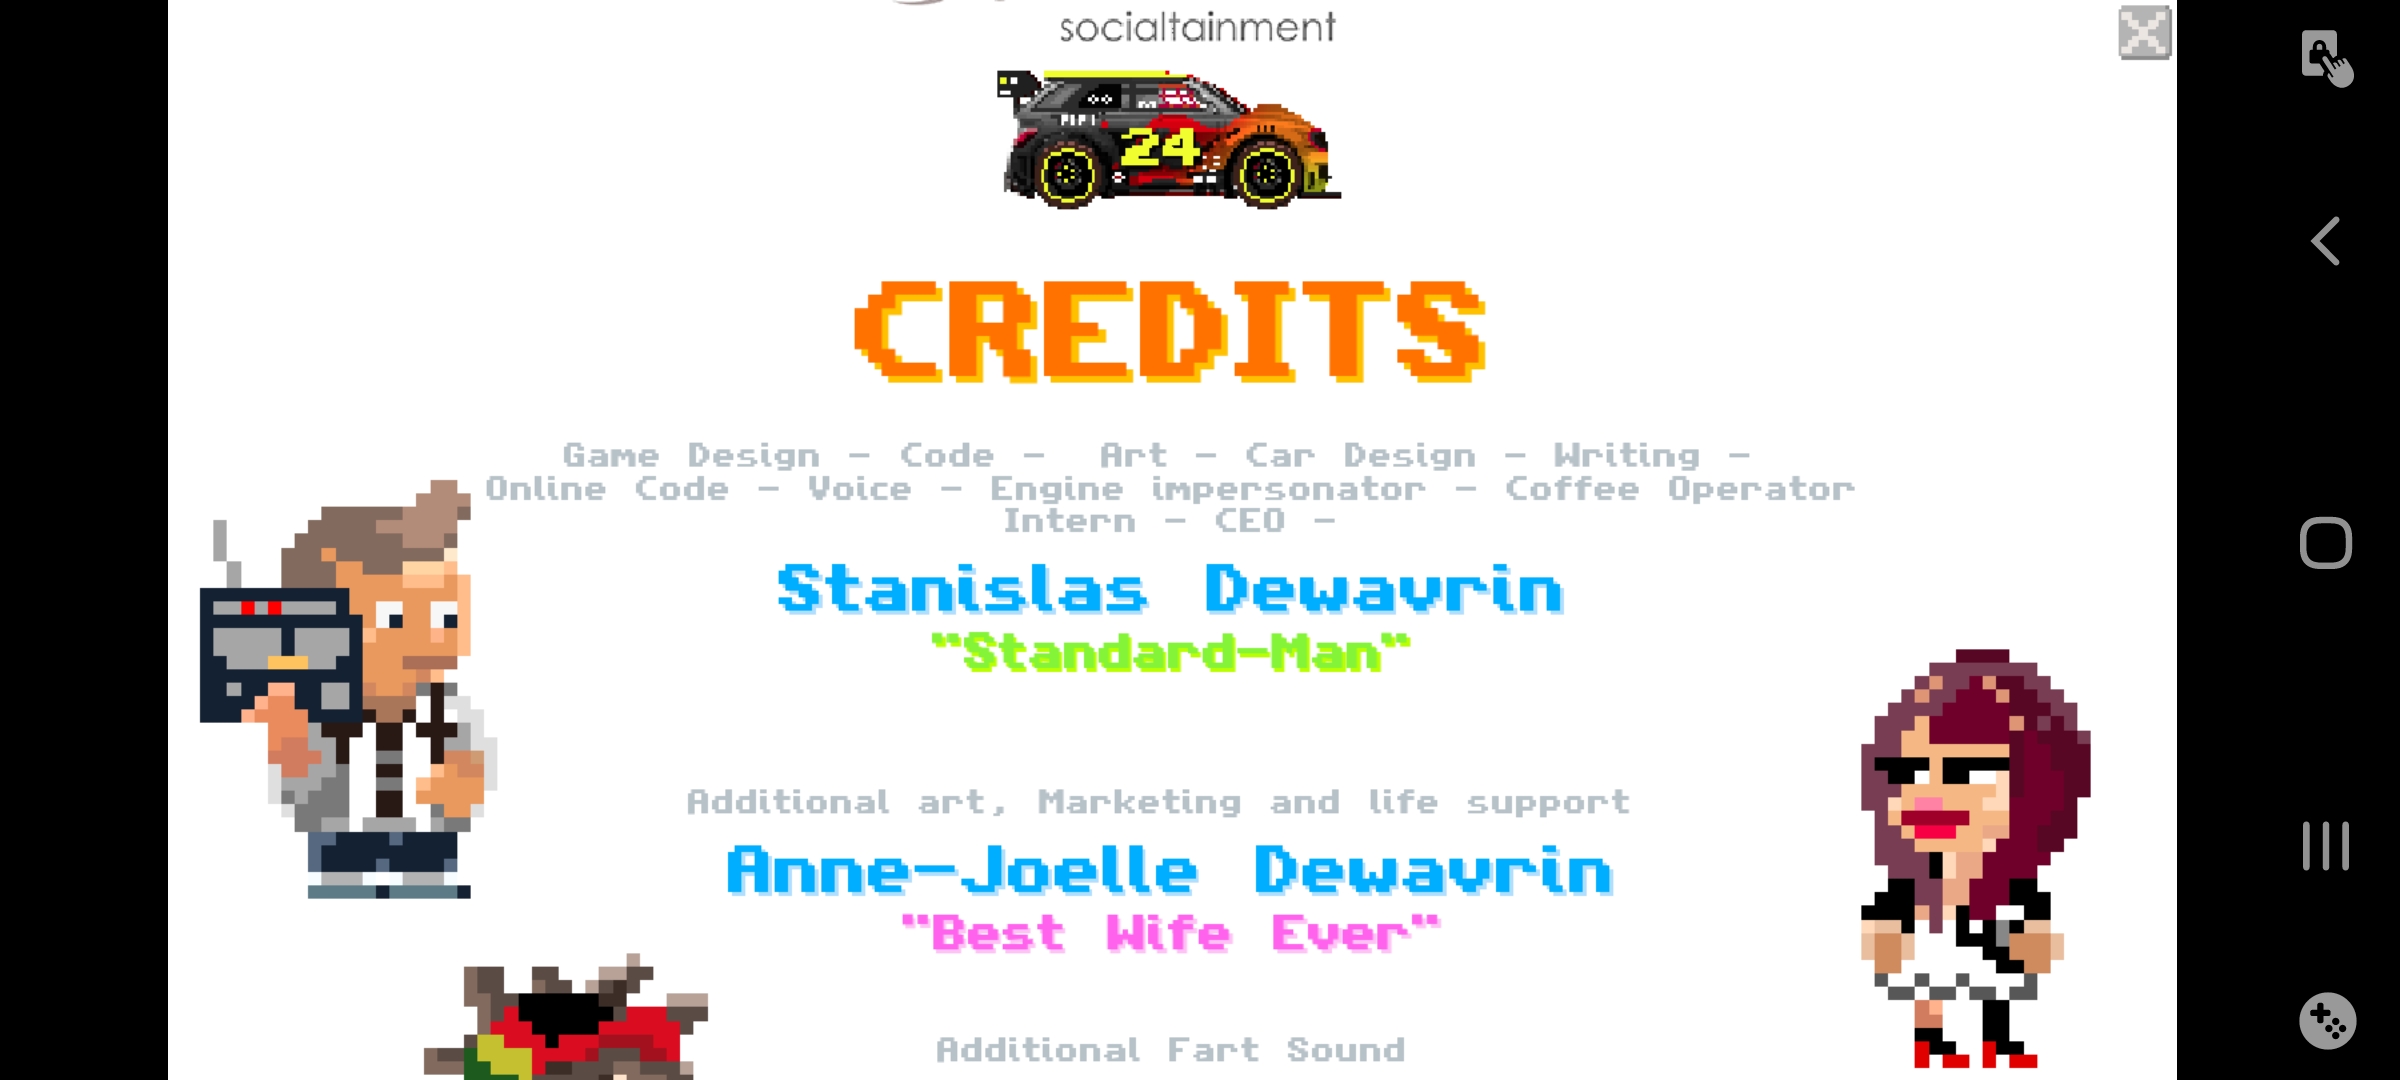 socialtainment
24
CREDITS
Game Design - Code - Art - Car Design - Writing -
Online Code - Voice - Engine impersonator - Coffee Operator
Intern - CEO -
Stanislas Dewavrin
"Standard-Man"
Additional art, Marketing and life support
Anne-Joelle Dewavrin
"Best Wife Ever"
Additional Fart Sound